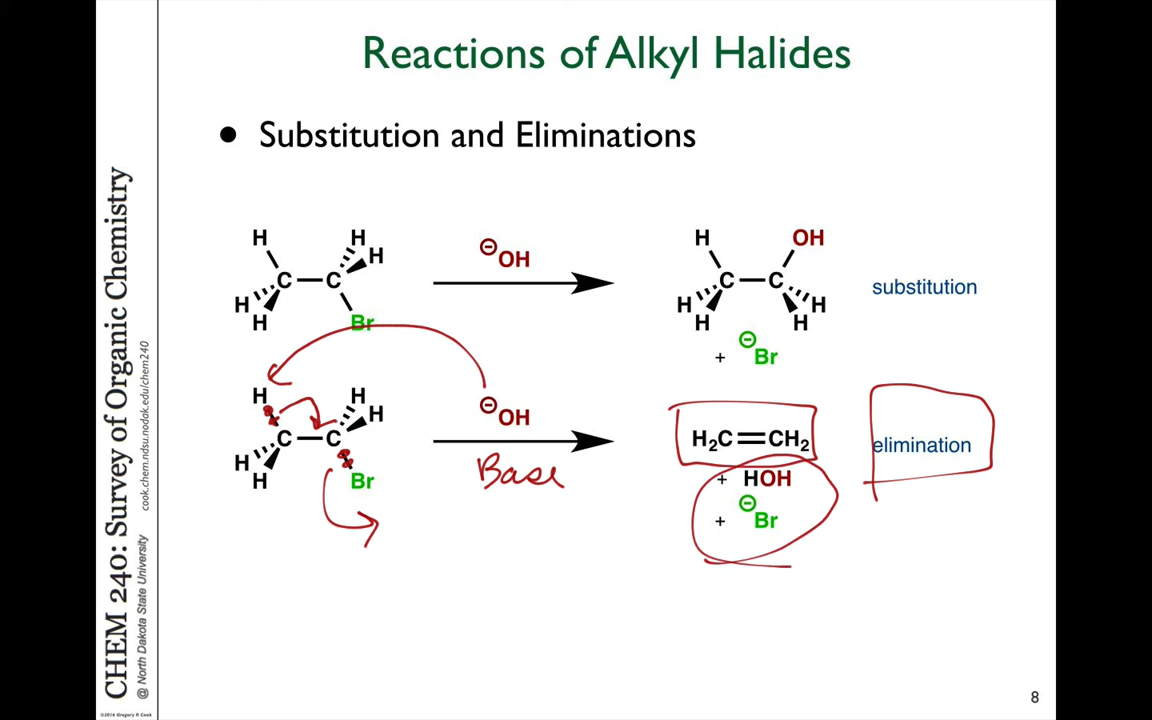 Reactions of Alkyl Halides
• Substitution and Eliminations
H H H C C H H Br
⊖OH
H OH C C H H H H
+ ⊖Br
substitution
H H H C C H H Br
⊖OH
Base
H₂C=CH₂
+ HOH
+ ⊖Br
elimination
CHEM 240: Survey of Organic Chemistry
@ North Dakota State University
cook.chem.ndsu.nodak.edu/chem240
©2016 Gregory R Cook
8